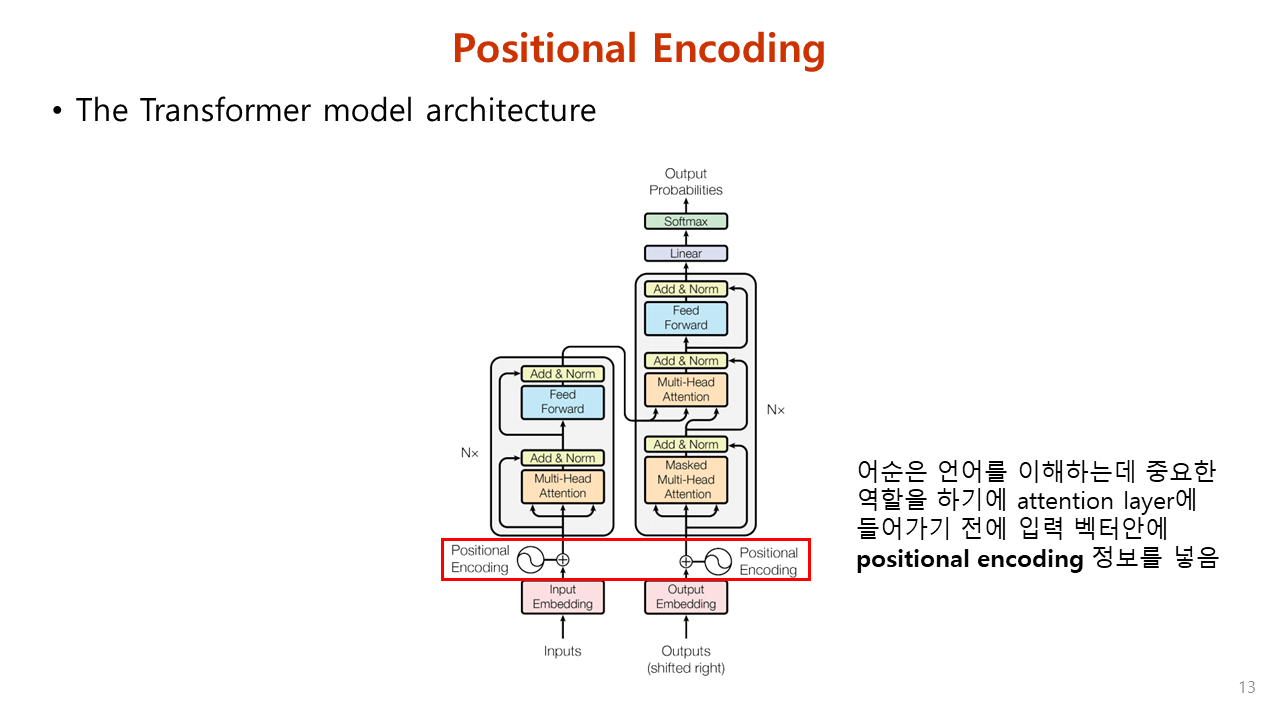 Positional Encoding
• The Transformer model architecture
Output
Probabilities
Softmax
Linear
Add & Norm
Feed
Forward
Add & Norm
Multi-Head
Attention
Add & Norm
Masked
Multi-Head
Attention
N×
Add & Norm
Feed
Forward
Add & Norm
Multi-Head
Attention
N×
Positional
Encoding
Positional
Encoding
Input
Embedding
Output
Embedding
Inputs
Outputs
(shifted right)
어순은 언어를 이해하는데 중요한
역할을 하기에 attention layer에
들어가기 전에 입력 벡터안에
positional encoding 정보를 넣음
13